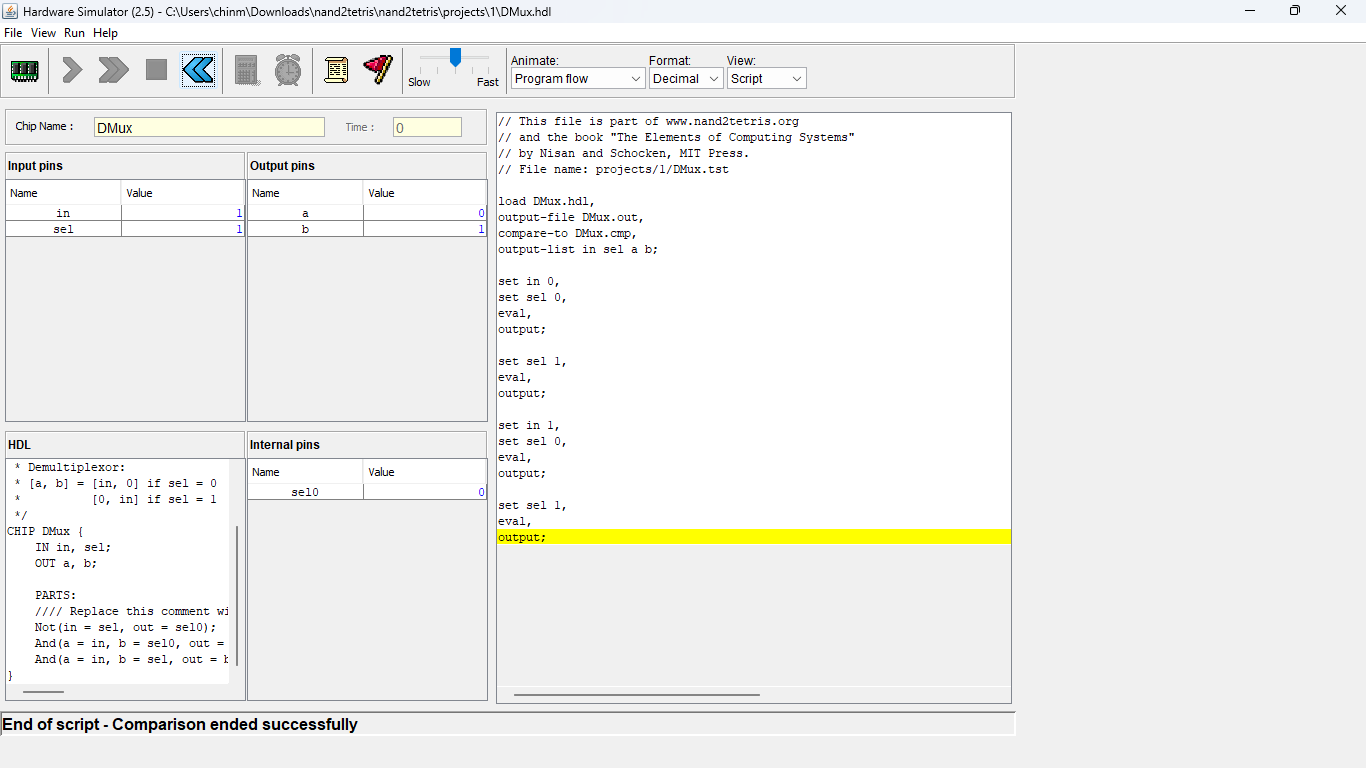 Hardware Simulator (2.5) - C:\Users\chinm\Downloads\nand2tetris\nand2tetris\projects\1\DMux.hdl
File View Run Help
Slow Fast
Animate:
Program flow
Format:
Decimal
View:
Script
Chip Name :
DMux
Time :
0
Input pins
Name Value
in 1
sel 1
Output pins
Name Value
a 0
b 1
HDL
* Demultiplexor:
* [a, b] = [in, 0] if sel = 0
* [0, in] if sel = 1
*/
CHIP DMux {
IN in, sel;
OUT a, b;
PARTS:
//// Replace this comment wi
Not(in = sel, out = sel0);
And(a = in, b = sel0, out =
And(a = in, b = sel, out = b
}
Internal pins
Name Value
sel0 0
// This file is part of www.nand2tetris.org
// and the book "The Elements of Computing Systems"
// by Nisan and Schocken, MIT Press.
// File name: projects/1/DMux.tst
load DMux.hdl,
output-file DMux.out,
compare-to DMux.cmp,
output-list in sel a b;
set in 0,
set sel 0,
eval,
output;
set sel 1,
eval,
output;
set in 1,
set sel 0,
eval,
output;
set sel 1,
eval,
output;
End of script - Comparison ended successfully